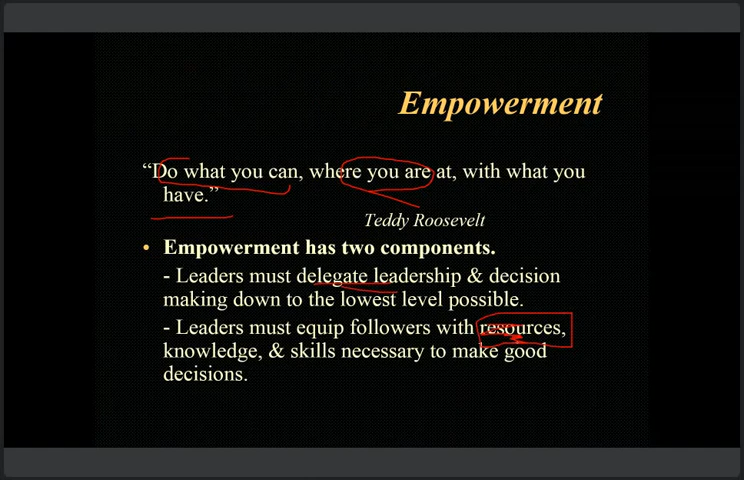 Empowerment
“Do what you can, where you are at, with what you
have.”
Teddy Roosevelt
• Empowerment has two components.
- Leaders must delegate leadership & decision
making down to the lowest level possible.
- Leaders must equip followers with resources,
knowledge, & skills necessary to make good
decisions.